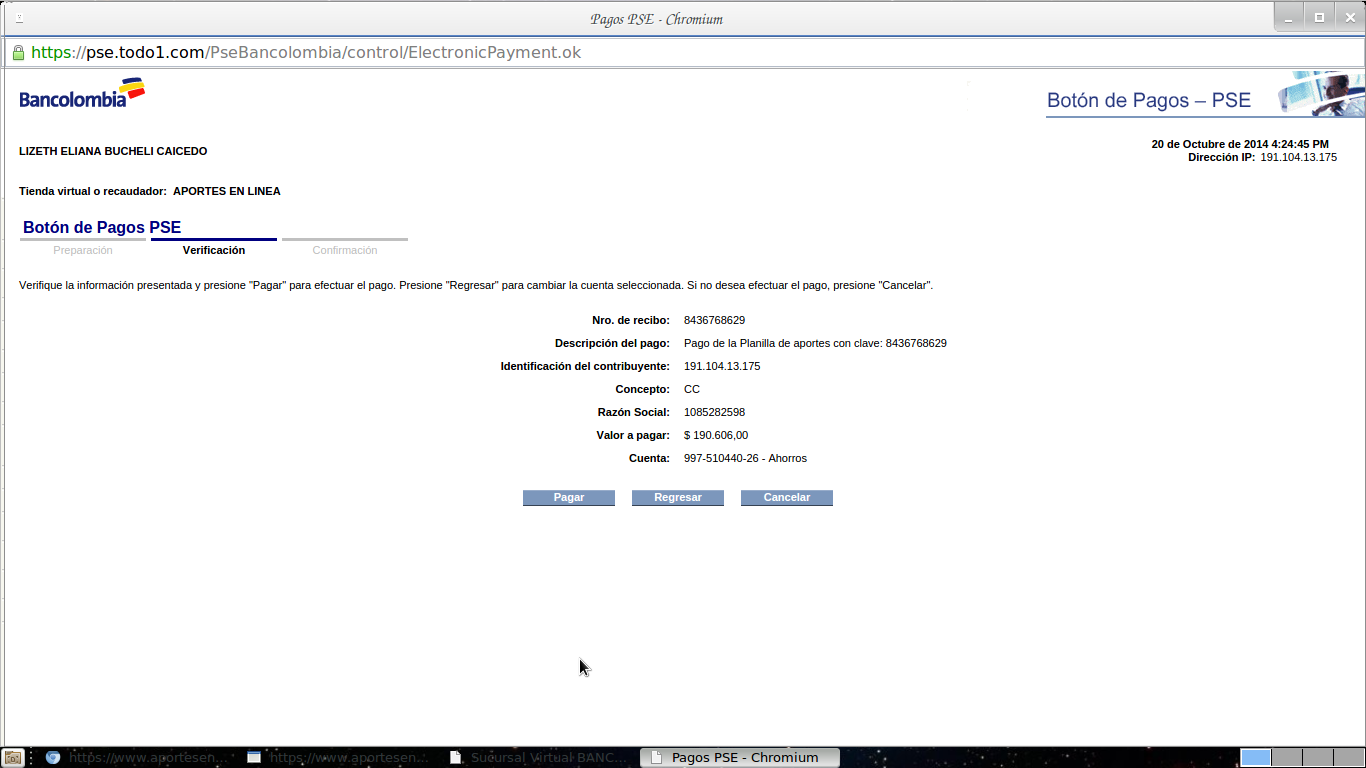 Pagos PSE - Chromium
https://pse.todo1.com/PseBancolombia/control/ElectronicPayment.ok
Bancolombia
Botón de Pagos – PSE
20 de Octubre de 2014 4:24:45 PM
LIZETH ELIANA BUCHELI CAICEDO
Dirección IP: 191.104.13.175
Tienda virtual o recaudador: APORTES EN LINEA
Botón de Pagos PSE
Preparación Verificación Confirmación
Verifique la información presentada y presione "Pagar" para efectuar el pago. Presione "Regresar" para cambiar la cuenta seleccionada. Si no desea efectuar el pago, presione "Cancelar".
Nro. de recibo: 8436768629
Descripción del pago: Pago de la Planilla de aportes con clave: 8436768629
Identificación del contribuyente: 191.104.13.175
Concepto: CC
Razón Social: 1085282598
Valor a pagar: $ 190.606,00
Cuenta: 997-510440-26 - Ahorros
Pagar Regresar Cancelar
https://www.aportesen... https://www.aportesen... Sucursal Virtual BANC... Pagos PSE - Chromium